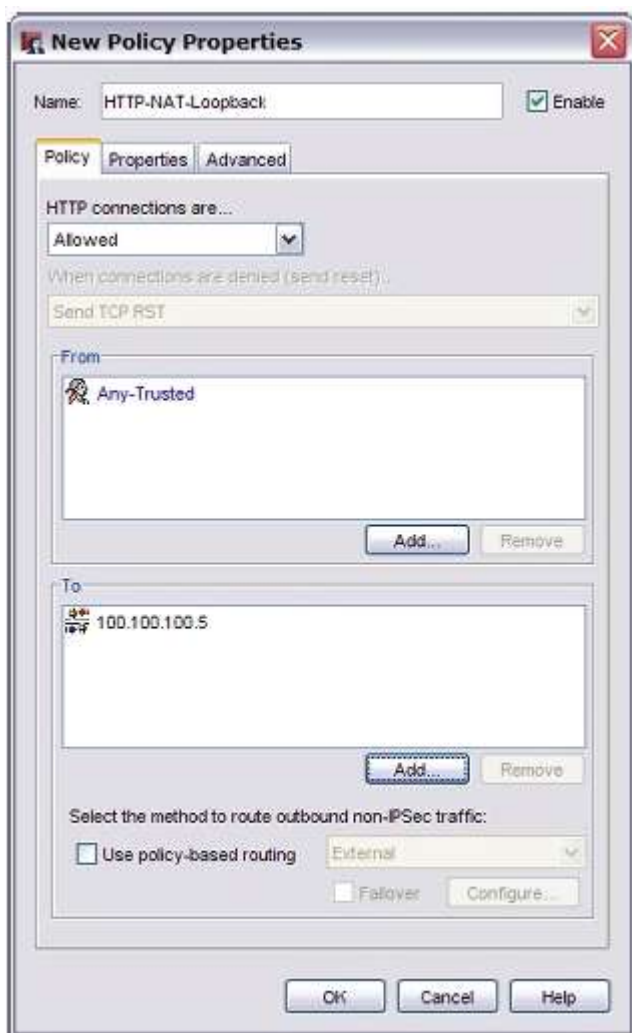 New Policy Properties
Name: HTTP-NAT-Loopback Enable
Policy Properties Advanced
HTTP connections are...
Allowed
When connections are denied (send reset)...
Send TCP RST
From
Any-Trusted
Add... Remove
To
100.100.100.5
Add... Remove
Select the method to route outbound non-IPSec traffic:
Use policy-based routing External
Failover Configure...
OK Cancel Help